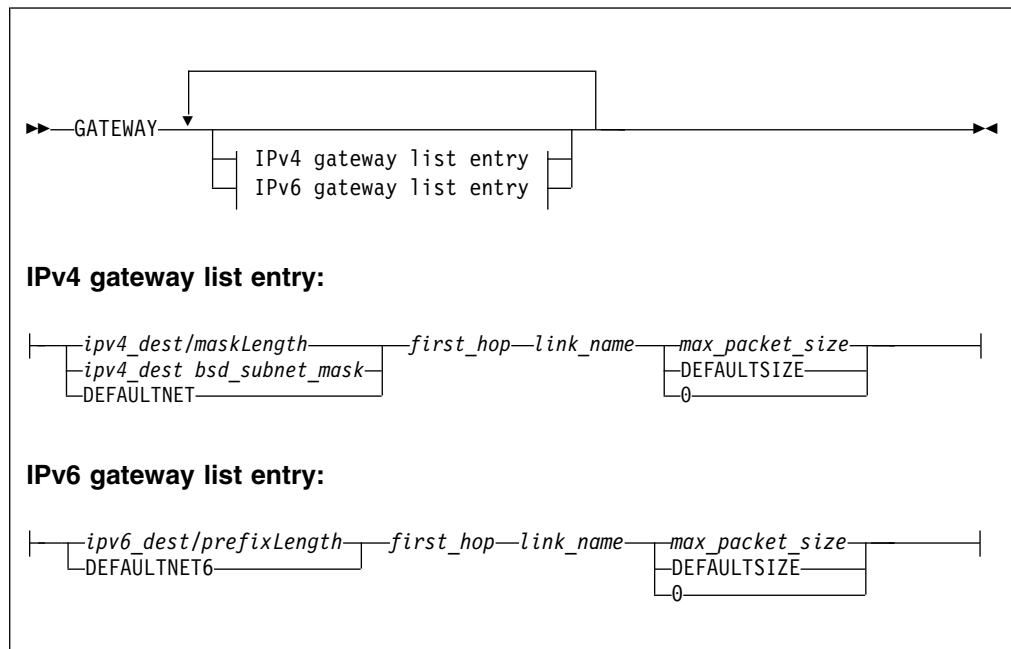 GATEWAY
IPv4 gateway list entry
IPv6 gateway list entry
IPv4 gateway list entry:
ipv4_dest/maskLength first_hop link_name max_packet_size
ipv4_dest bsd_subnet_mask DEFAULTSIZE
DEFAULTNET 0
IPv6 gateway list entry:
ipv6_dest/prefixLength first_hop link_name max_packet_size
DEFAULTNET6 DEFAULTSIZE
0